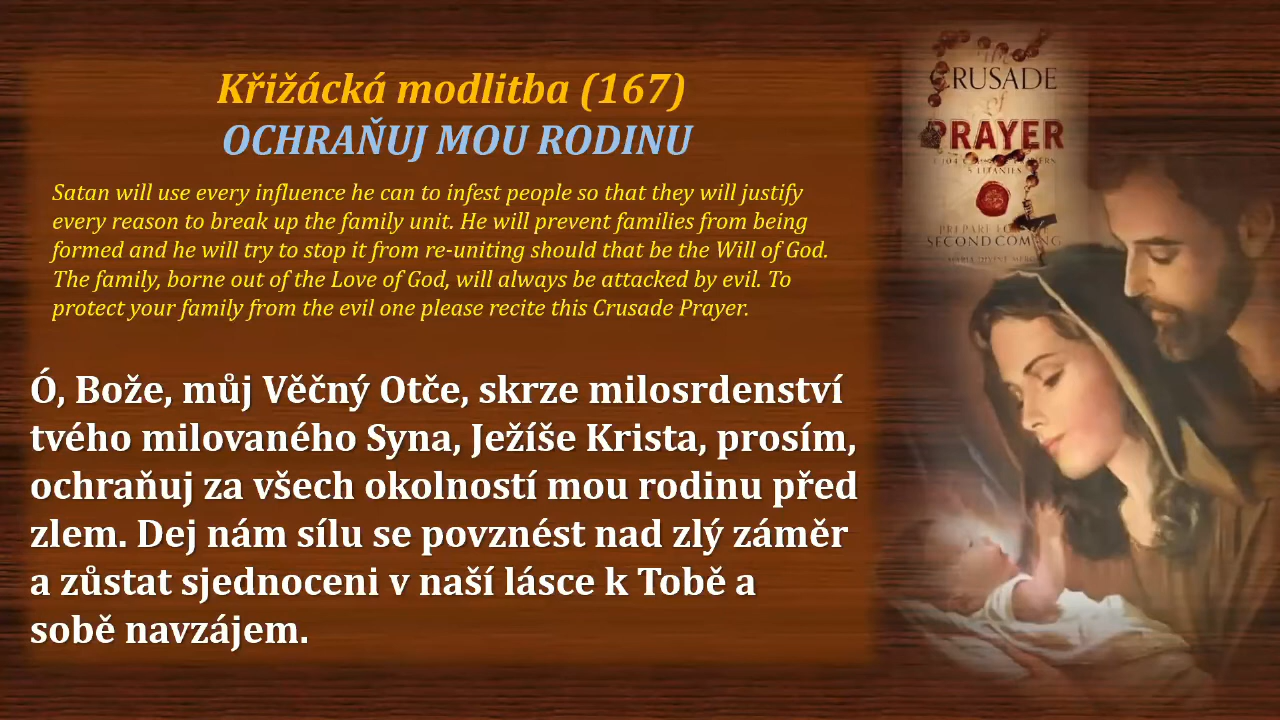 Křižácká modlitba (167)
OCHRAŇUJ MOU RODINU
Satan will use every influence he can to infest people so that they will justify
every reason to break up the family unit. He will prevent families from being
formed and he will try to stop it from re-uniting should that be the Will of God.
The family, borne out of the Love of God, will always be attacked by evil. To
protect your family from the evil one please recite this Crusade Prayer.
Ó, Bože, můj Věčný Otče, skrze milosrdenství
tvého milovaného Syna, Ježíše Krista, prosím,
ochraňuj za všech okolností mou rodinu před
zlem. Dej nám sílu se povznést nad zlý záměr
a zůstat sjednoceni v naší lásce k Tobě a
sobě navzájem.
The
CRUSADE
of
PRAYER
LITANIES
PREPARE
SECOND COMING